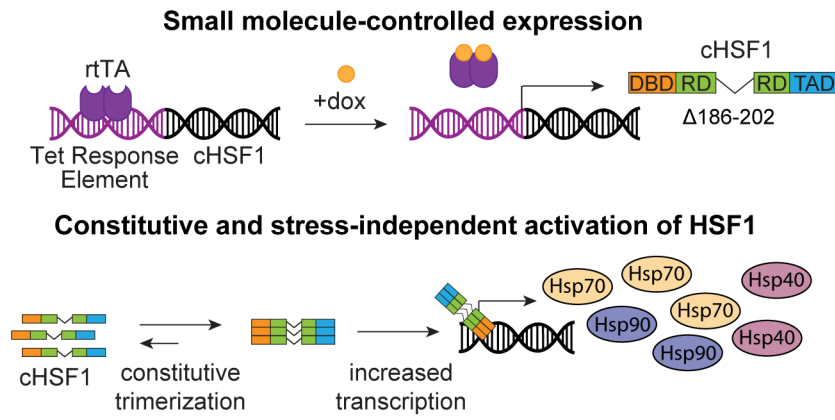 Small molecule-controlled expression
rtTA
+dox
cHSF1
DBD RD RD TAD
Δ186-202
Tet Response
Element
cHSF1
Constitutive and stress-independent activation of HSF1
Hsp70
Hsp70
Hsp40
Hsp90
Hsp70
Hsp90
Hsp40
cHSF1
constitutive
trimerization
increased
transcription